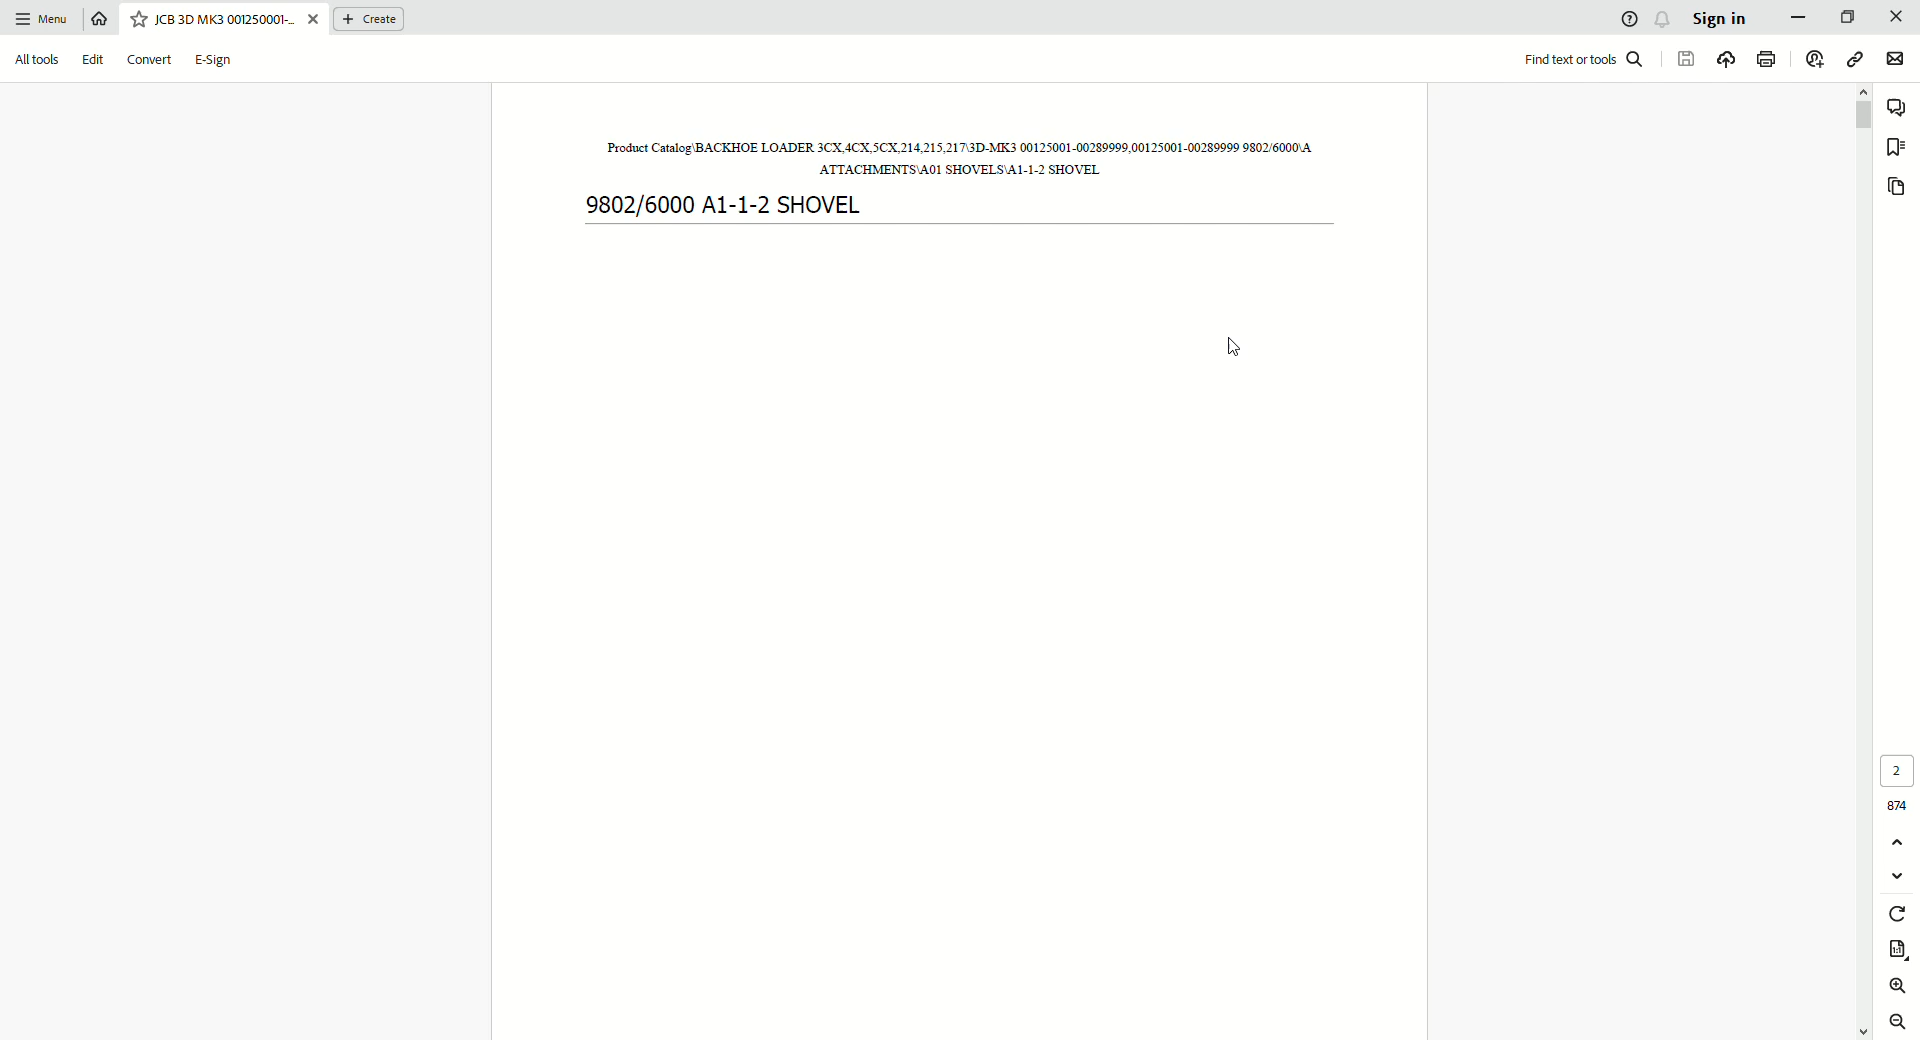 Menu
JCB 3D MK3 001250001-...
Create
Sign in
All tools
Edit
Convert
E-Sign
Find text or tools
Product Catalog\BACKHOE LOADER 3CX,4CX,5CX,214,215,217\3D-MK3 00125001-00289999,00125001-00289999 9802/6000\A
ATTACHMENTS\A01 SHOVELS\A1-1-2 SHOVEL
9802/6000 A1-1-2 SHOVEL
2
874